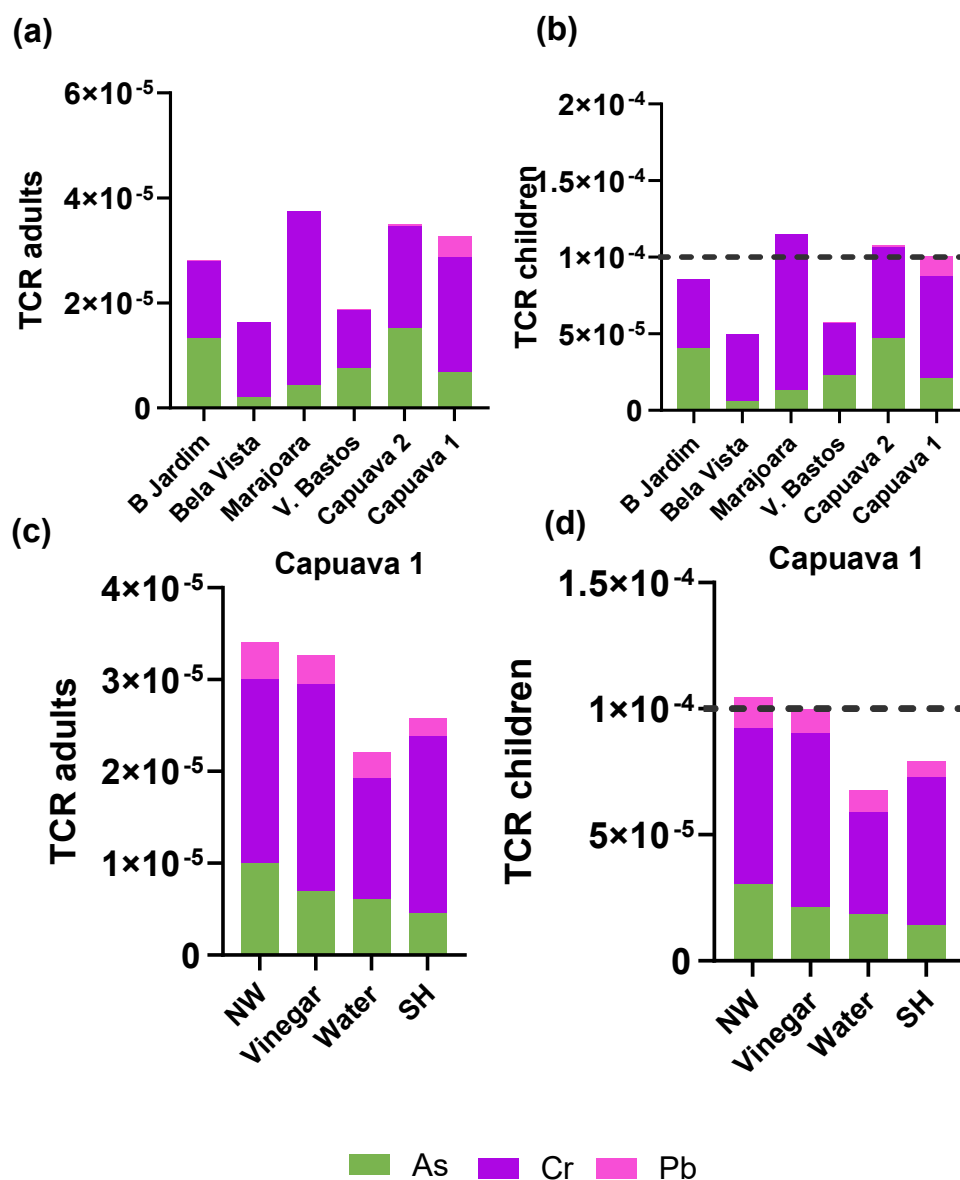 (a)
6×10⁻⁵
4×10⁻⁵
2×10⁻⁵
0
TCR adults
B Jardim
Bela Vista
Marajoara
V. Bastos
Capuava 2
Capuava 1
(b)
2×10⁻⁴
1.5×10⁻⁴
1×10⁻⁴
5×10⁻⁵
0
TCR children
B Jardim
Bela Vista
Marajoara
V. Bastos
Capuava 2
Capuava 1
(c)
Capuava 1
4×10⁻⁵
3×10⁻⁵
2×10⁻⁵
1×10⁻⁵
0
TCR adults
NW
Vinegar
Water
SH
(d)
Capuava 1
1.5×10⁻⁴
1×10⁻⁴
5×10⁻⁵
0
TCR children
NW
Vinegar
Water
SH
As Cr Pb